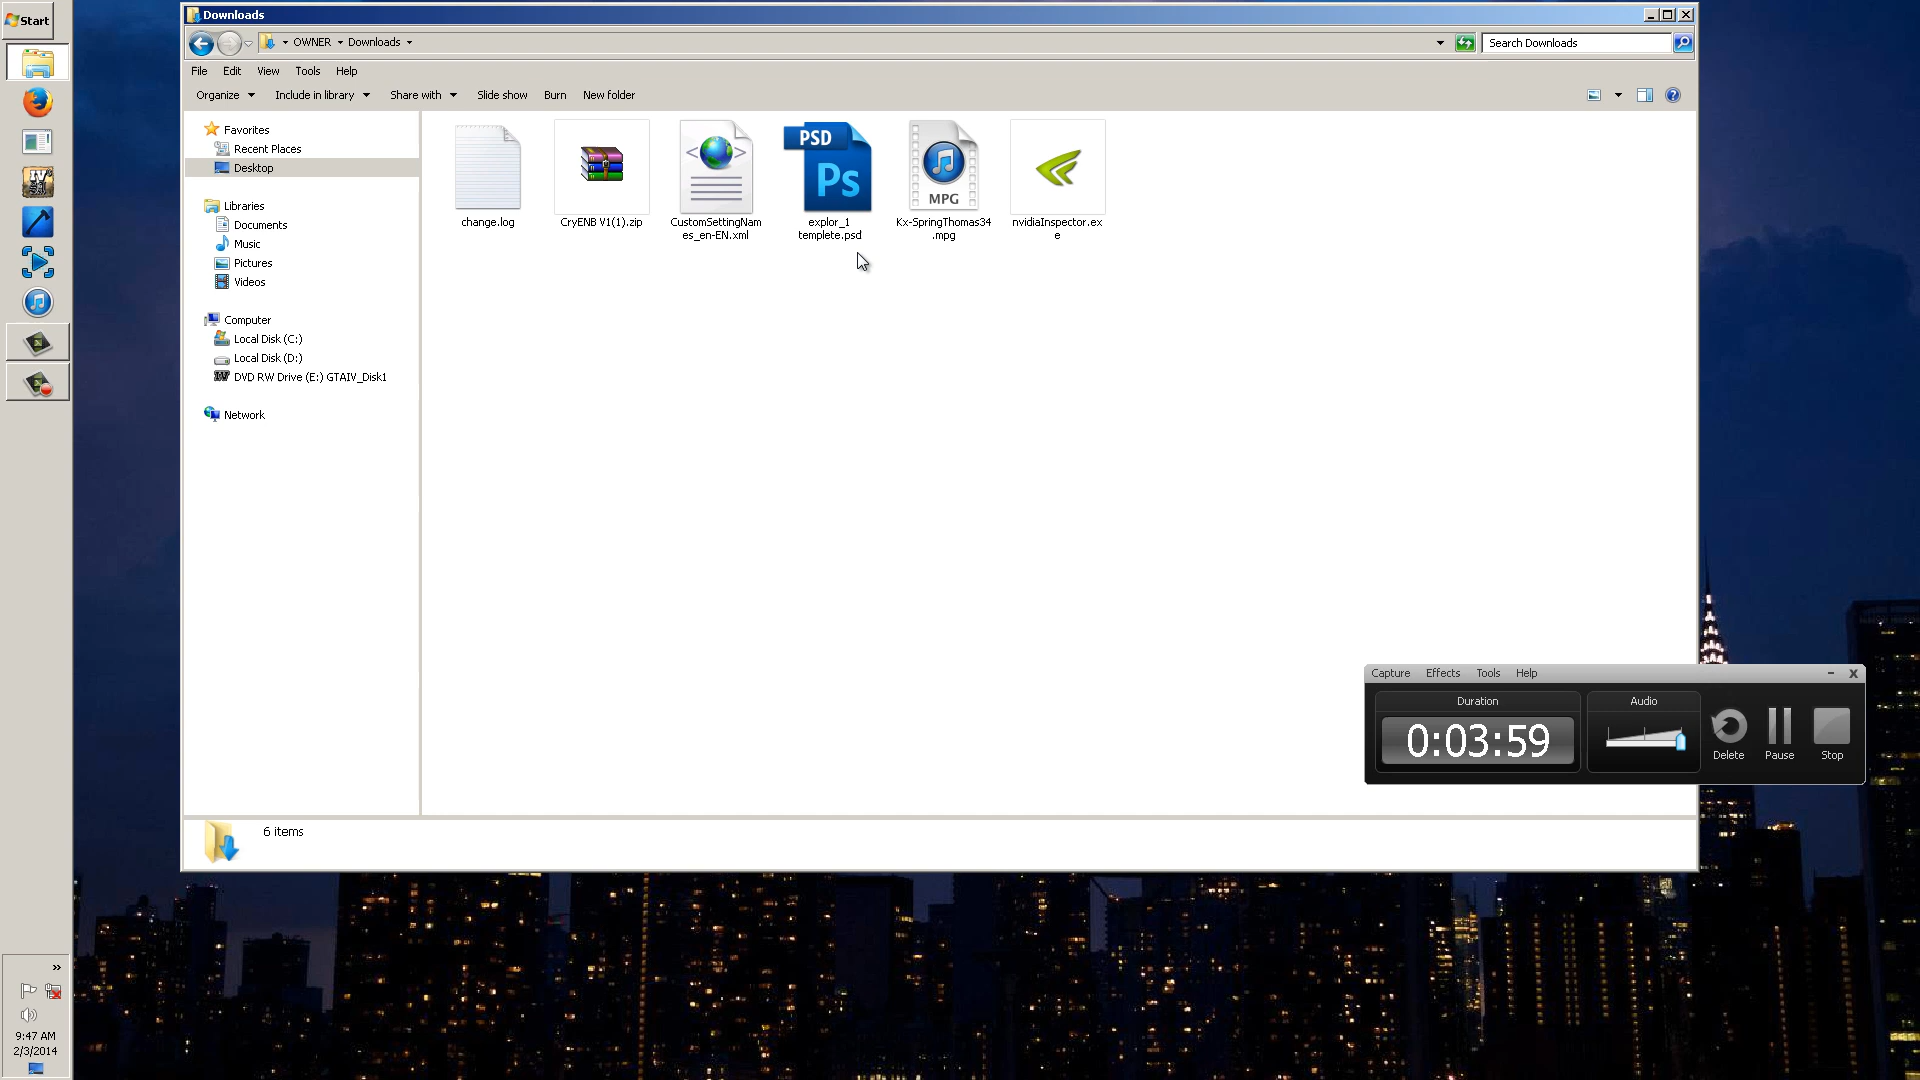 Start
Downloads
OWNER Downloads
Search Downloads
File Edit View Tools Help
Organize Include in library Share with Slide show Burn New folder
Favorites
Recent Places
Desktop
Libraries
Documents
Music
Pictures
Videos
Computer
Local Disk (C:)
Local Disk (D:)
DVD RW Drive (E:) GTAIV_Disk1
Network
PSD
Ps
MPG
change.log
CryENB V1(1).zip
CustomSettingNam
es_en-EN.xml
explor_1
templete.psd
Kx-SpringThomas34
.mpg
nvidiaInspector.ex
e
IV
Capture Effects Tools Help
Duration
Audio
0:03:59
Delete Pause Stop
6 items
9:47 AM
2/3/2014